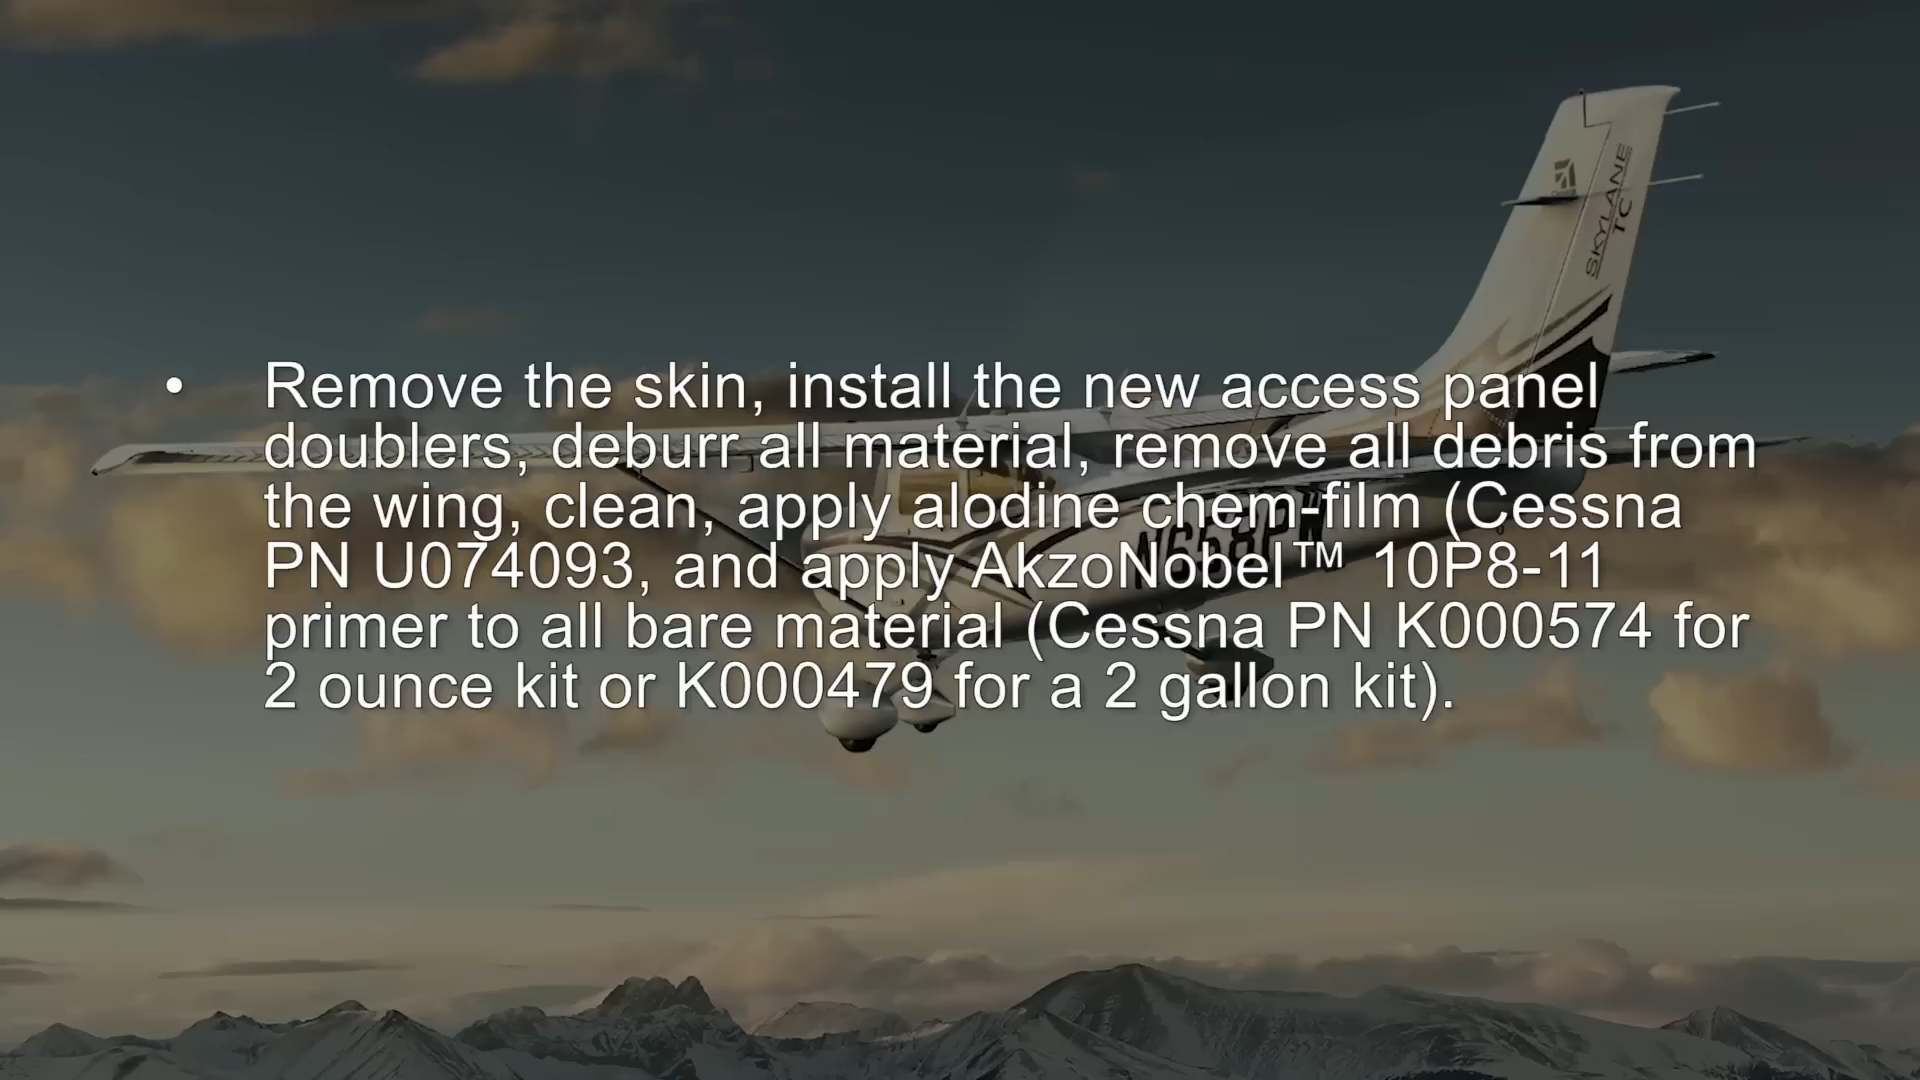 SKYLANE
TC
• Remove the skin, install the new access panel
doublers, deburr all material, remove all debris from
the wing, clean, apply alodine chem-film (Cessna
PN U074093, and apply AkzoNobel™ 10P8-11
primer to all bare material (Cessna PN K000574 for
2 ounce kit or K000479 for a 2 gallon kit).